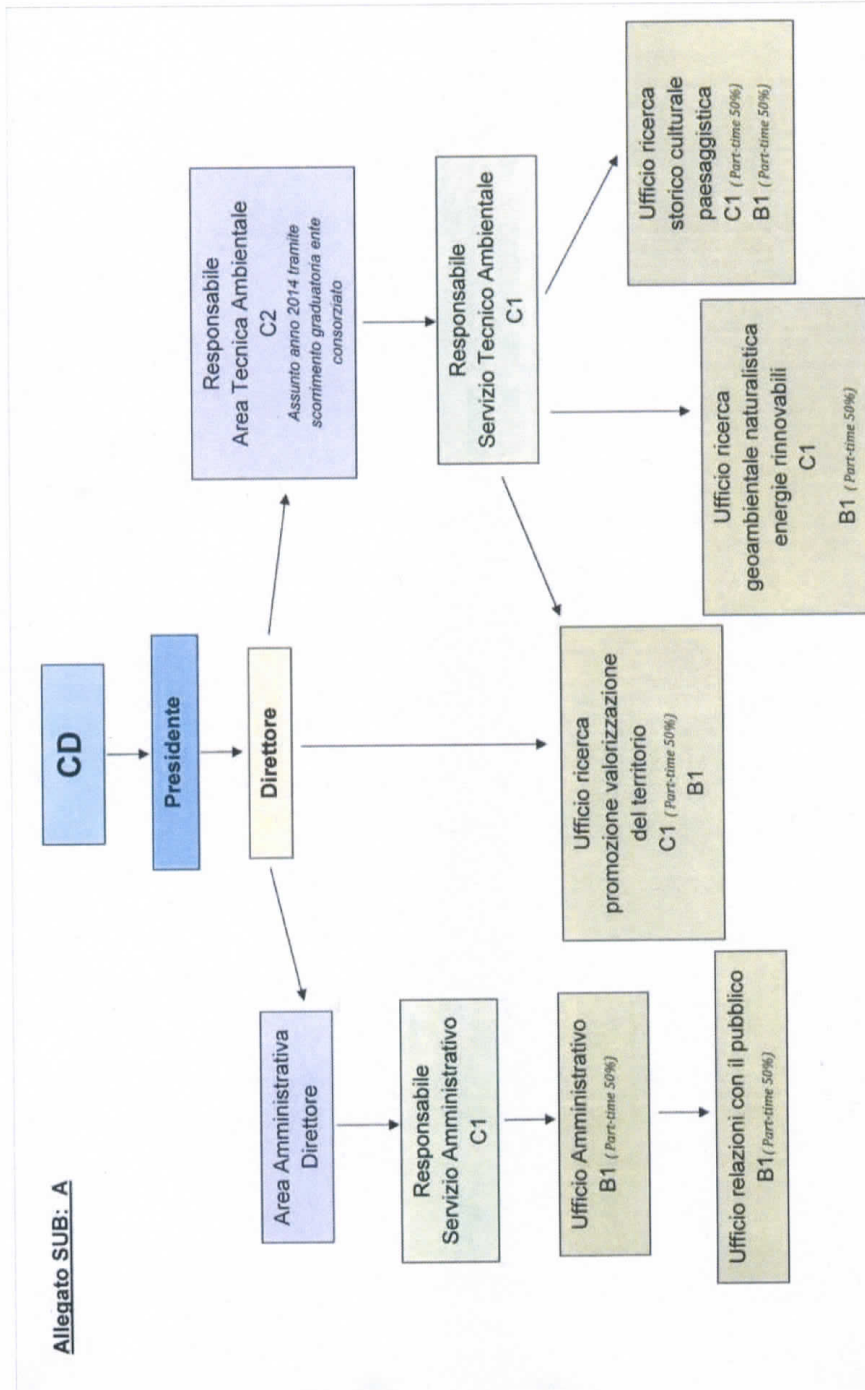 Allegato SUB: A
CD
Presidente
Direttore
Area Amministrativa
Direttore
Responsabile
Servizio Amministrativo
C1
Ufficio Amministrativo
B1 ( Part-time 50%)
Ufficio relazioni con il pubblico
B1( Part-time 50%)
Ufficio ricerca
promozione valorizzazione
del territorio
C1 ( Part-time 50%)
B1
Responsabile
Area Tecnica Ambientale
C2
Assunto anno 2014 tramite
scorrimento graduatoria ente
consorziato
Responsabile
Servizio Tecnico Ambientale
C1
Ufficio ricerca
geoambientale naturalistica
energie rinnovabili
C1
B1 ( Part-time 50%)
Ufficio ricerca
storico culturale
paesaggistica
C1 ( Part-time 50%)
B1 ( Part-time 50%)